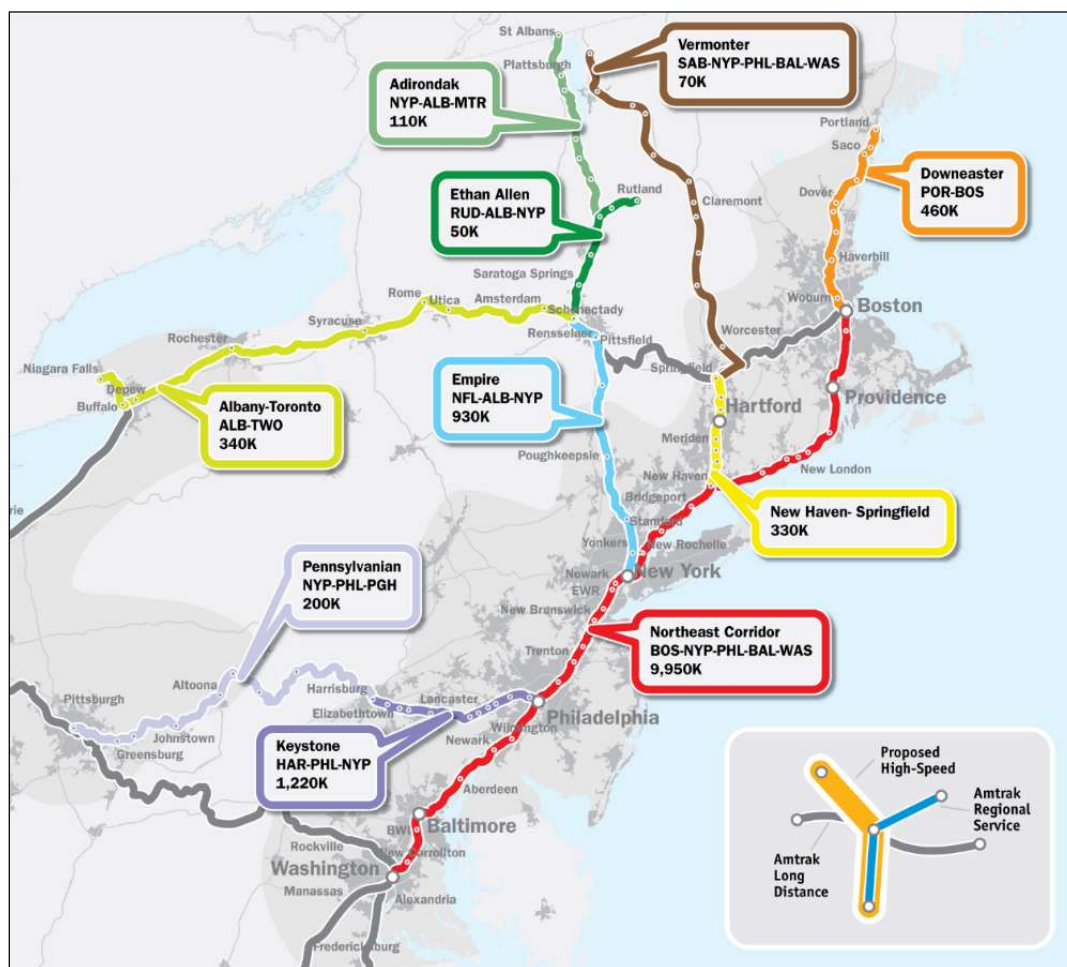 St Albans
Plattsburgh
Vermonter
SAB-NYP-PHL-BAL-WAS
70K
Adirondak
NYP-ALB-MTR
110K
Portland
Saco
Downeaster
POR-BOS
460K
Ethan Allen
RUD-ALB-NYP
50K
Rutland
Claremont
Dover
Saratoga Springs
Haverhill
Rome
Utica
Amsterdam
Schenectady
Woburn
Boston
Syracuse
Rensselaer
Pittsfield
Worcester
Rochester
Niagara Falls
Depew
Buffalo
Springfield
Albany-Toronto
ALB-TWO
340K
Empire
NFL-ALB-NYP
930K
Hartford
Providence
Meriden
Poughkeepsie
New Haven
New London
Bridgeport
Stamford
New Haven- Springfield
330K
Yonkers
New Rochelle
Pennsylvanian
NYP-PHL-PGH
200K
Newark
New York
EWR
New Brunswick
Northeast Corridor
BOS-NYP-PHL-BAL-WAS
9,950K
Trenton
Pittsburgh
Altoona
Harrisburg
Lancaster
Elizabethtown
Philadelphia
Johnstown
Greensburg
Wilmington
Newark
Keystone
HAR-PHL-NYP
1,220K
Aberdeen
BWI
Baltimore
Rockville
New Carrollton
Washington
Manassas
Alexandria
Fredericksburg
Proposed
High-Speed
Amtrak
Regional
Service
Amtrak
Long
Distance